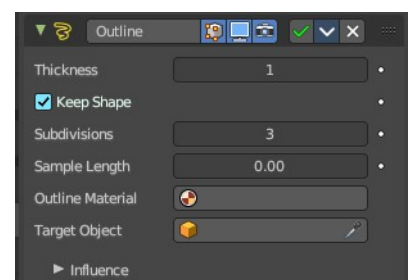 Outline
Thickness 1
Keep Shape
Subdivisions 3
Sample Length 0.00
Outline Material
Target Object
Influence